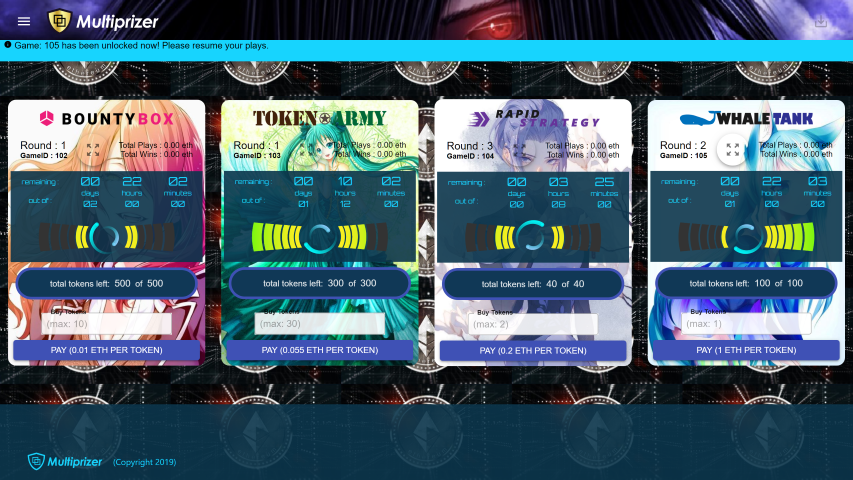 Multiprizer
Game: 105 has been unlocked now! Please resume your plays.
BOUNTYBOX
Round : 1
GameID : 102
Total Plays : 0.00 eth
Total Wins : 0.00 eth
remaining :
00 22 02
days hours minutes
out of :
02 00 00
total tokens left: 500 of 500
Buy Tokens
(max: 10)
PAY (0.01 ETH PER TOKEN)
TOKEN ARMY
Round : 1
GameID : 103
Total Plays : 0.00 eth
Total Wins : 0.00 eth
remaining :
00 10 02
days hours minutes
out of :
01 12 00
total tokens left: 300 of 300
Buy Tokens
(max: 30)
PAY (0.055 ETH PER TOKEN)
RAPID
STRATEGY
Round : 3
GameID : 104
Total Plays : 0.00 eth
Total Wins : 0.00 eth
remaining :
00 03 25
days hours minutes
out of :
00 08 00
total tokens left: 40 of 40
Buy Tokens
(max: 2)
PAY (0.2 ETH PER TOKEN)
WHALETANK
Round : 2
GameID : 105
Total Plays : 0.00 eth
Total Wins : 0.00 eth
remaining :
00 22 03
days hours minutes
out of :
01 00 00
total tokens left: 100 of 100
Buy Tokens
(max: 1)
PAY (1 ETH PER TOKEN)
Multiprizer (Copyright 2019)